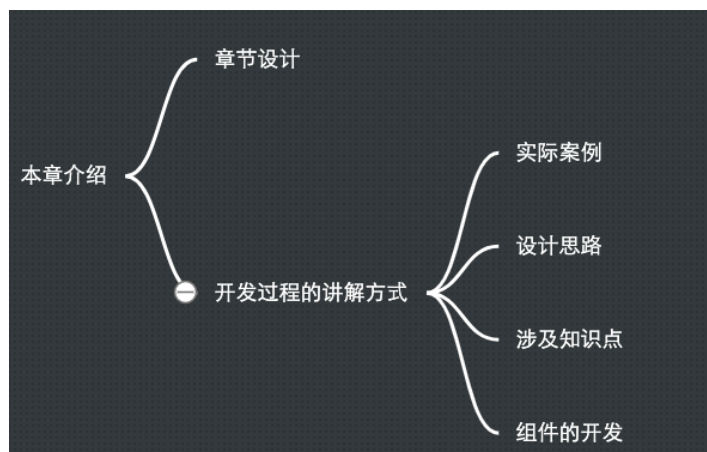 本章介绍
章节设计
开发过程的讲解方式
实际案例
设计思路
涉及知识点
组件的开发